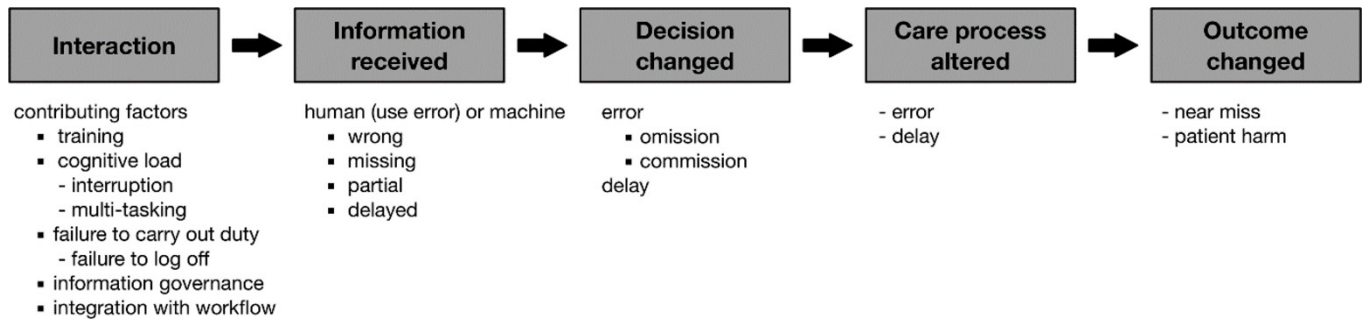 Interaction
Information
received
Decision
changed
Care process
altered
Outcome
changed
contributing factors
▪ training
▪ cognitive load
- interruption
- multi-tasking
▪ failure to carry out duty
- failure to log off
▪ information governance
▪ integration with workflow
human (use error) or machine
▪ wrong
▪ missing
▪ partial
▪ delayed
error
▪ omission
▪ commission
delay
- error
- delay
- near miss
- patient harm